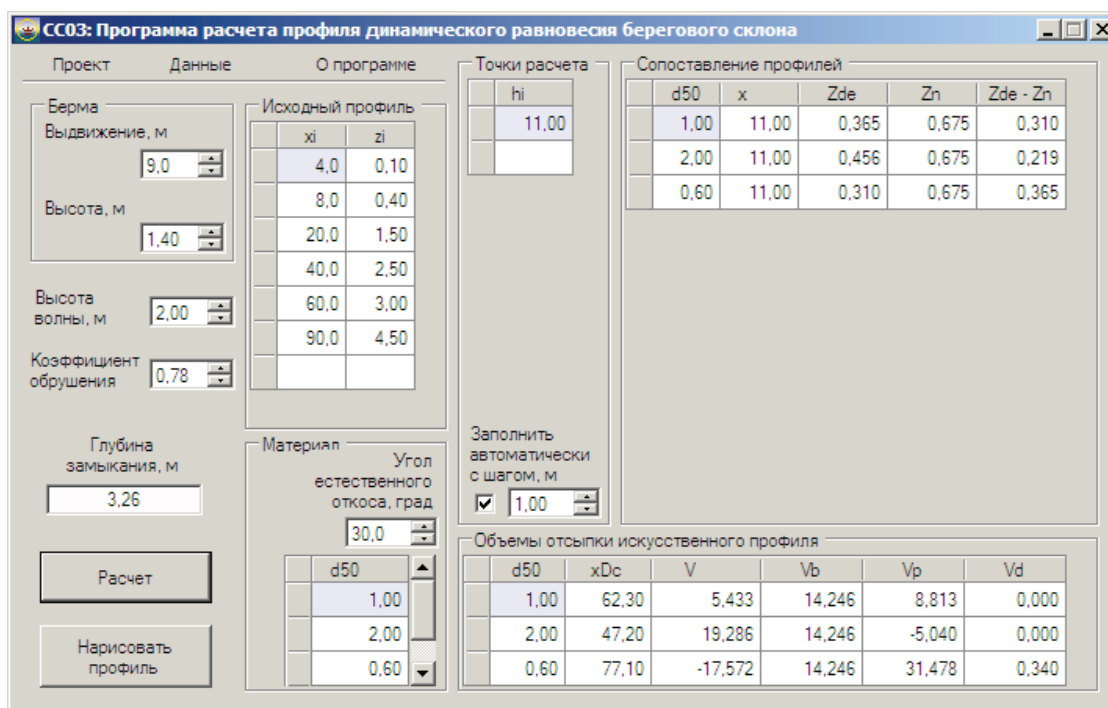 СС03: Программа расчета профиля динамического равновесия берегового склона
Проект Данные О программе
Берма
Выдвижение, м
9,0
Высота, м
1,40
Высота
волны, м
2,00
Коэффициент
обрушения
0,78
Глубина
замыкания, м
3,26
Расчет
Нарисовать
профиль
Исходный профиль
xi zi
4,0 0,10
8,0 0,40
20,0 1,50
40,0 2,50
60,0 3,00
90,0 4,50
Материал
Угол
естественного
откоса, град
30,0
d50
1,00
2,00
0,60
Точки расчета
hi
11,00
Заполнить
автоматически
с шагом, м
1,00
Сопоставление профилей
d50 x Zde Zn Zde - Zn
1,00 11,00 0,365 0,675 0,310
2,00 11,00 0,456 0,675 0,219
0,60 11,00 0,310 0,675 0,365
Объемы отсыпки искусственного профиля
d50 xDc V Vb Vp Vd
1,00 62,30 5,433 14,246 8,813 0,000
2,00 47,20 19,286 14,246 -5,040 0,000
0,60 77,10 -17,572 14,246 31,478 0,340